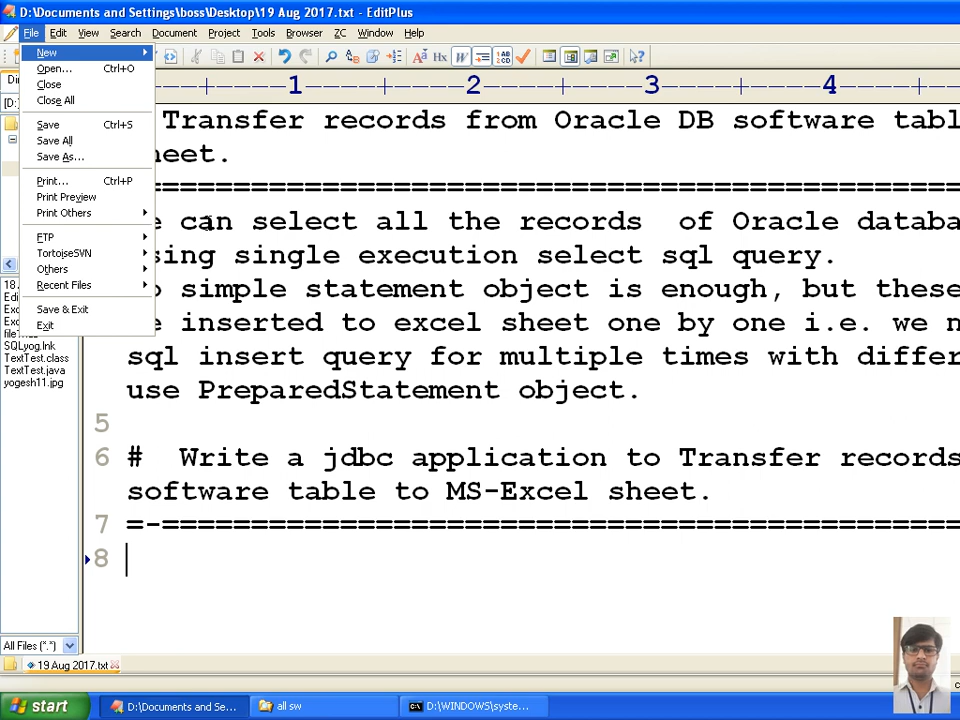 D:\Documents and Settings\boss\Desktop\19 Aug 2017.txt - EditPlus
File Edit View Search Document Project Tools Browser ZC Window Help
New
Open... Ctrl+O
Close
Close All
Save Ctrl+S
Save All
Save As...
Print... Ctrl+P
Print Preview
Print Others
FTP
TortoiseSVN
Others
Recent Files
Save & Exit
Exit
SQLyog.lnk
TextTest.class
TextTest.java
yogesh11.jpg
All Files (*.*)
1 2 3 4
Transfer records from Oracle DB software tabl
heet.
================================================
e can select all the records of Oracle databa
sing single execution select sql query.
o simple statement object is enough, but these
e inserted to excel sheet one by one i.e. we n
sql insert query for multiple times with differ
use PreparedStatement object.
5
6 # Write a jdbc application to Transfer records
software table to MS-Excel sheet.
7 =-=============================================
8
19 Aug 2017.txt
start D:\Documents and Se... all sw D:\WINDOWS\syste...